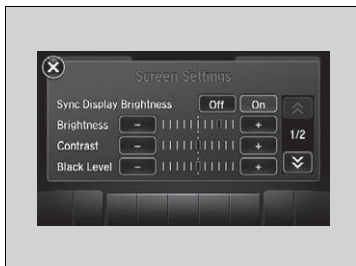 Screen Settings
Sync Display Brightness Off On
Brightness - +
1/2
Contrast - +
Black Level - +